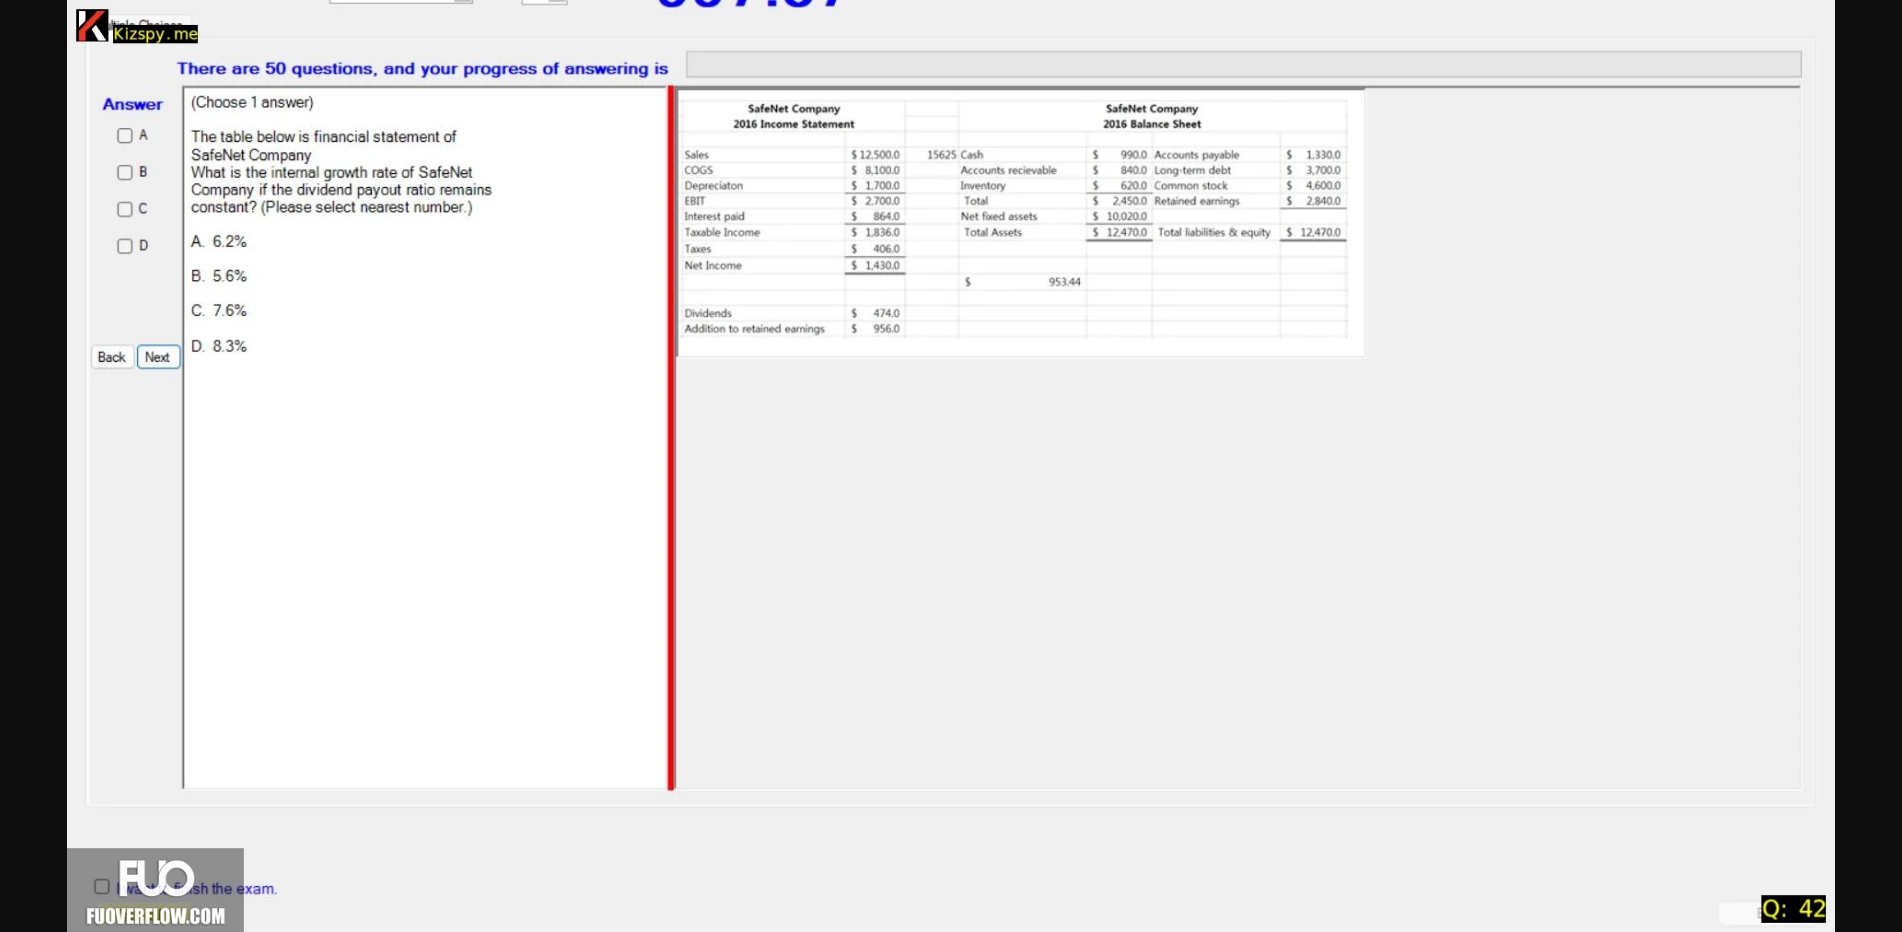 Kizspy.me
There are 50 questions, and your progress of answering is
Answer
A
B
C
D
Back
Next
(Choose 1 answer)
The table below is financial statement of
SafeNet Company
What is the internal growth rate of SafeNet
Company if the dividend payout ratio remains
constant? (Please select nearest number.)
A. 6.2%
B. 5.6%
C. 7.6%
D. 8.3%
SafeNet Company
2016 Income Statement
SafeNet Company
2016 Balance Sheet
Sales $ 12,500.0 15625 Cash $ 990.0 Accounts payable $ 1,330.0
COGS $ 8,100.0 Accounts recievable $ 840.0 Long-term debt $ 3,700.0
Depreciaton $ 1,700.0 Inventory $ 620.0 Common stock $ 4,600.0
EBIT $ 2,700.0 Total $ 2,450.0 Retained earnings $ 2,840.0
Interest paid $ 864.0 Net fixed assets $ 10,020.0
Taxable Income $ 1,836.0 Total Assets $ 12,470.0 Total liabilities & equity $ 12,470.0
Taxes $ 406.0
Net Income $ 1,430.0
$ 953.44
Dividends $ 474.0
Addition to retained earnings $ 956.0
FUO
the exam.
FUOVERFLOW.COM
Q: 42